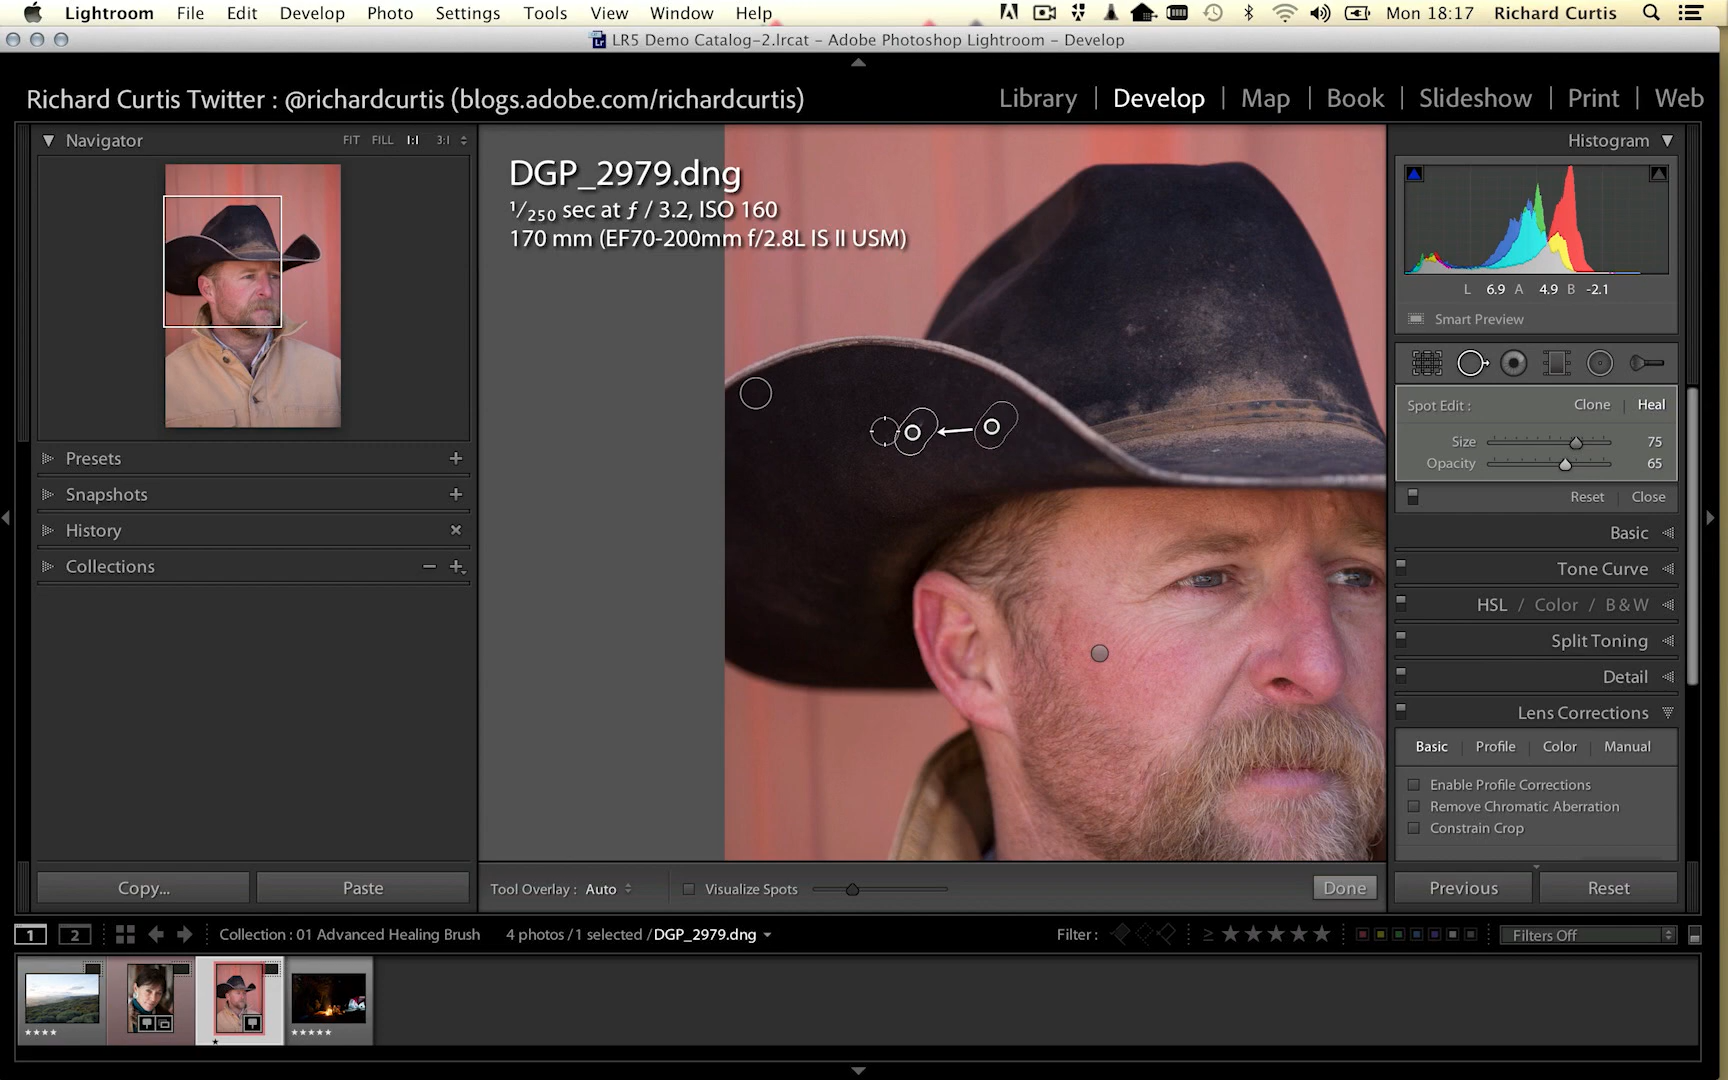 Lightroom File Edit Develop Photo Settings Tools View Window Help Mon 18:17 Richard Curtis
LR5 Demo Catalog-2.lrcat – Adobe Photoshop Lightroom – Develop
Richard Curtis Twitter : @richardcurtis (blogs.adobe.com/richardcurtis) Library | Develop | Map | Book | Slideshow | Print | Web
Navigator FIT FILL 1:1 3:1
DGP_2979.dng
1/250 sec at ƒ / 3.2, ISO 160
170 mm (EF70-200mm f/2.8L IS II USM)
Presets
Snapshots
History
Collections
Copy... Paste
Histogram
L 6.9 A 4.9 B -2.1
Smart Preview
Spot Edit : Clone | Heal
Size 75
Opacity 65
Reset | Close
Basic
Tone Curve
HSL / Color / B & W
Split Toning
Detail
Lens Corrections
Basic | Profile | Color | Manual
Enable Profile Corrections
Remove Chromatic Aberration
Constrain Crop
Tool Overlay : Auto Visualize Spots Done Previous Reset
1 2 Collection : 01 Advanced Healing Brush 4 photos / 1 selected / DGP_2979.dng Filter : ≥ ★★★★★ Filters Off